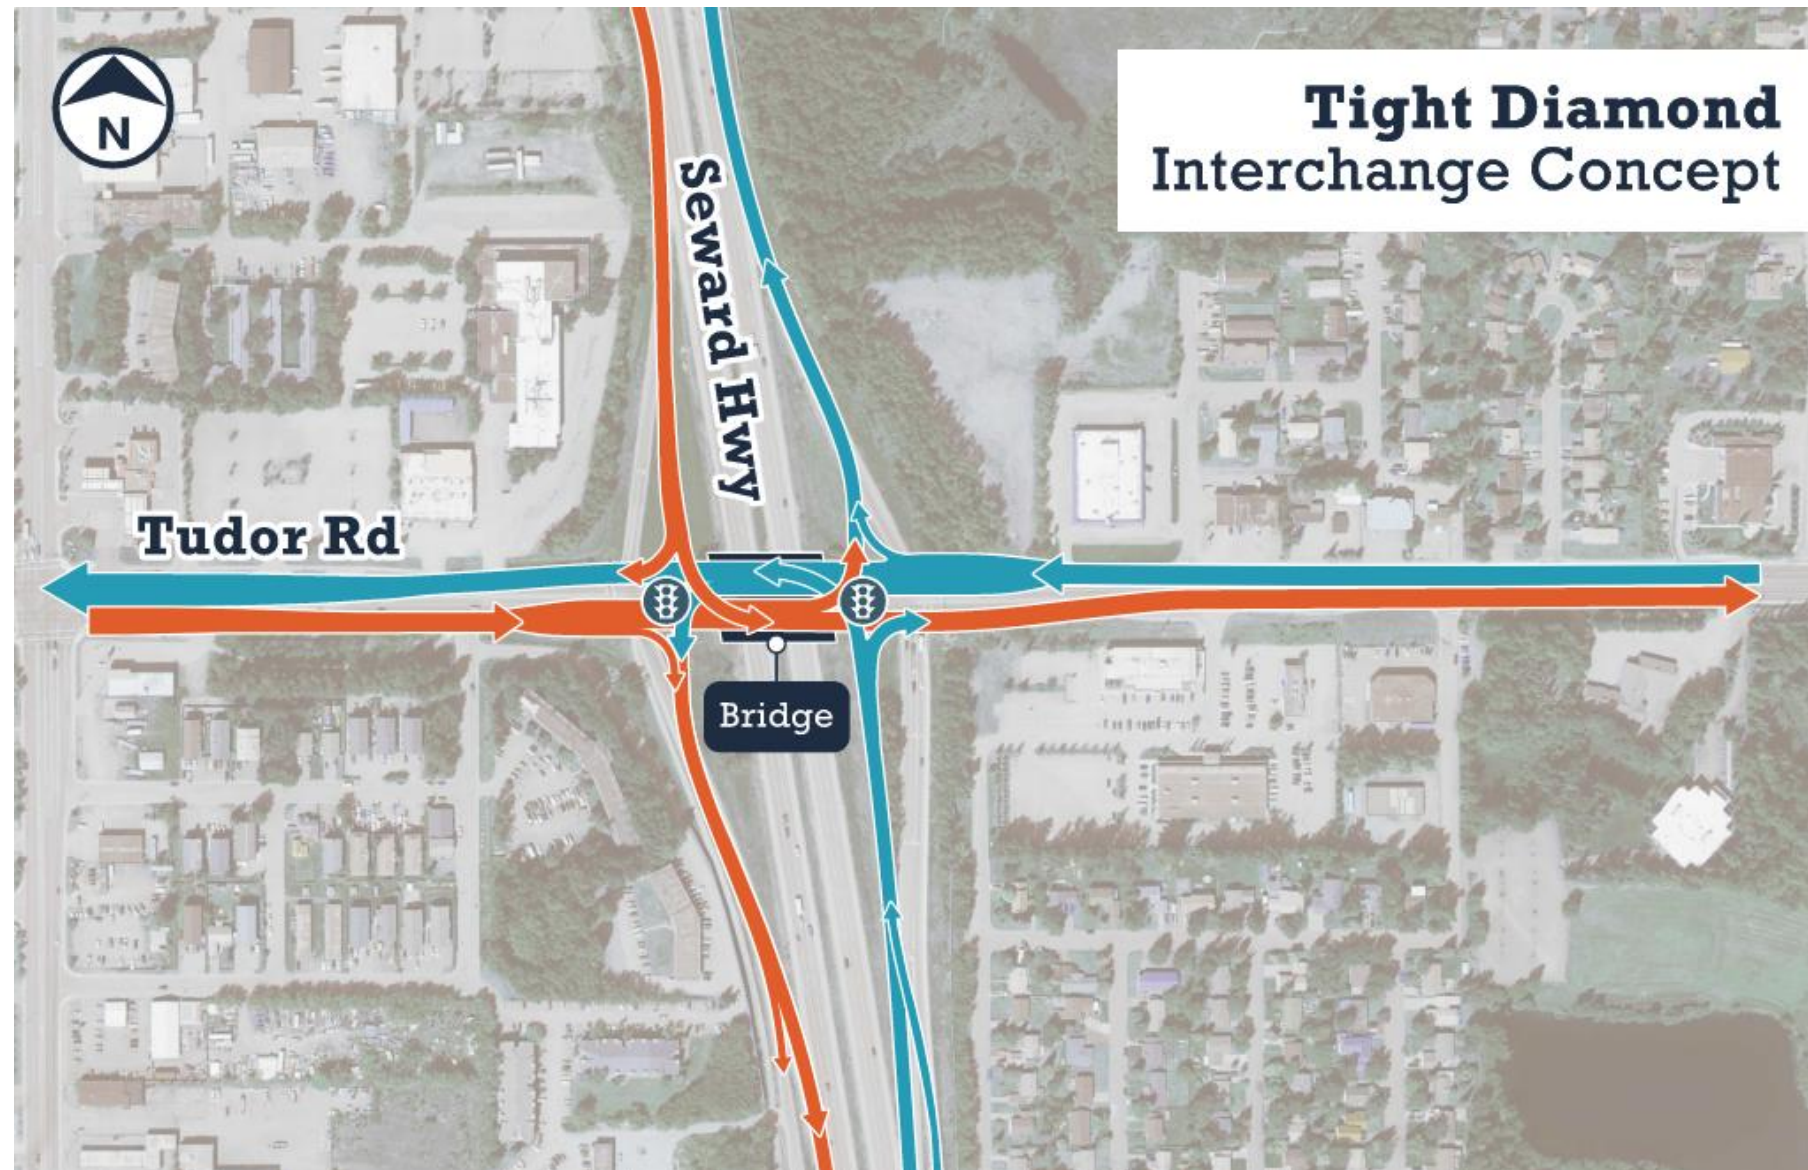 N
Tight Diamond
Interchange Concept
Seward Hwy
Tudor Rd
Bridge